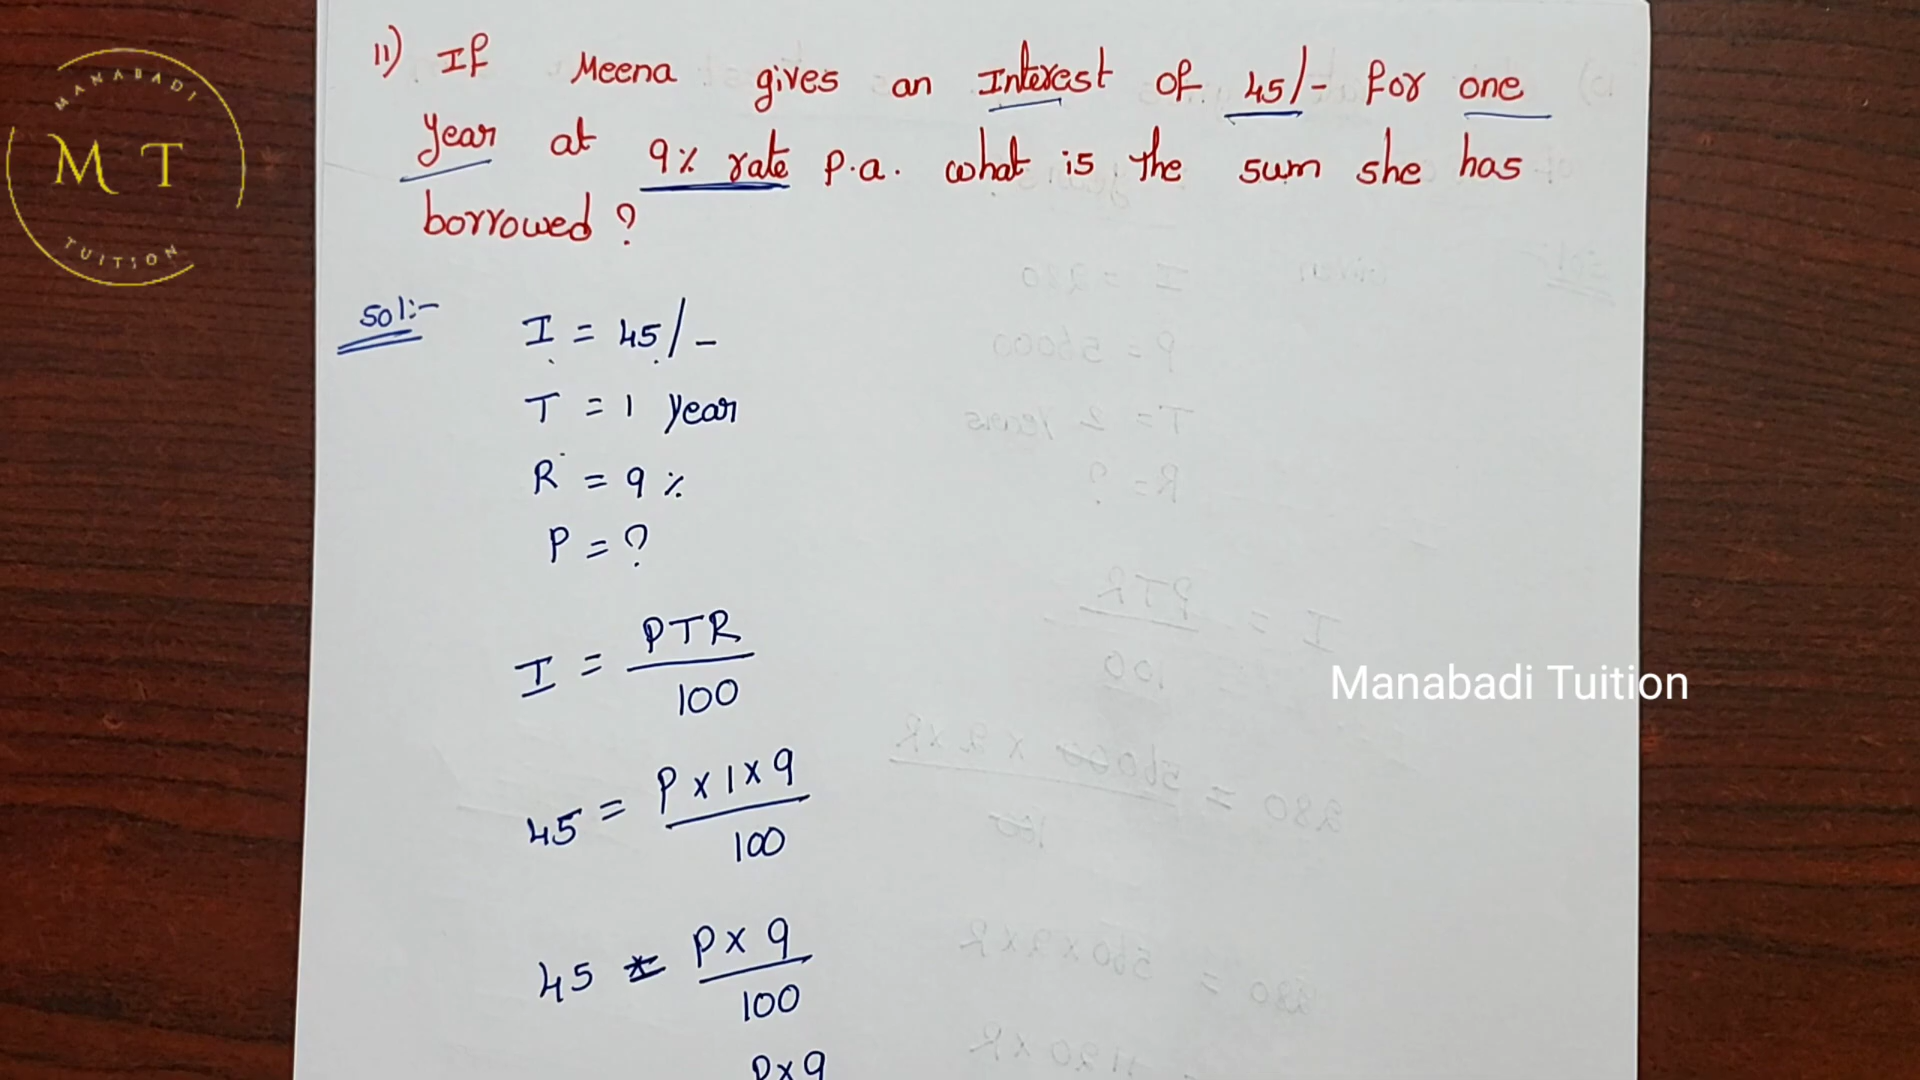 MANABADI
M T
TUITION
11) If Meena gives an Interest of 45/- for one
year at 9% rate p.a. what is the sum she has
borrowed ?
Sol:-
I = 45/-
T = 1 year
R = 9 %
P = ?
I = PTR
100
45 = P x 1 x 9
100
45 = P x 9
100
P x 9
Manabadi Tuition